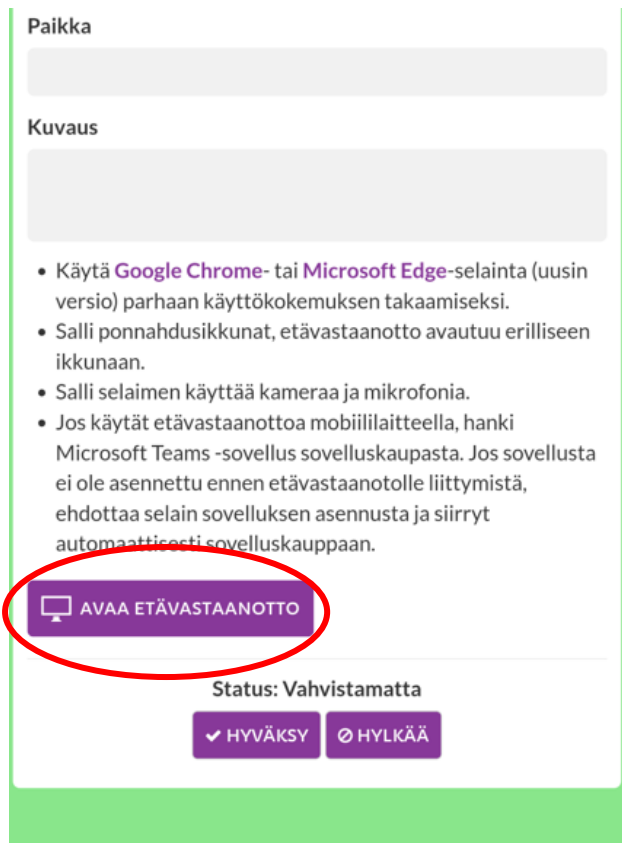 Paikka
Kuvaus
• Käytä Google Chrome- tai Microsoft Edge-selainta (uusin
versio) parhaan käyttökokemuksen takaamiseksi.
• Salli ponnahdusikkunat, etävastaanotto avautuu erilliseen
ikkunaan.
• Salli selaimen käyttää kameraa ja mikrofonia.
• Jos käytät etävastaanottoa mobiililaitteella, hanki
Microsoft Teams -sovellus sovelluskaupasta. Jos sovellusta
ei ole asennettu ennen etävastaanotolle liittymistä,
ehdottaa selain sovelluksen asennusta ja siirryt
automaattisesti sovelluskauppaan.
AVAA ETÄVASTAANOTTO
Status: Vahvistamatta
HYVÄKSY HYLKÄÄ